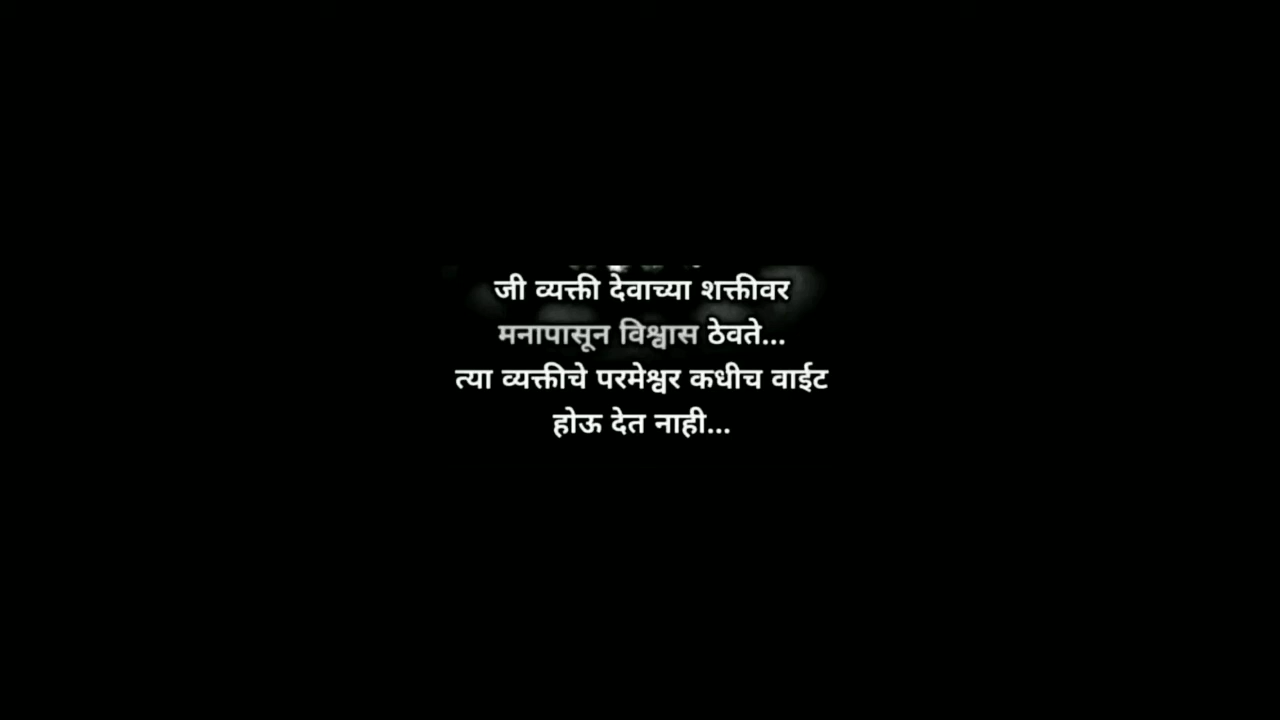 जी व्यक्ती देवाच्या शक्तीवर
मनापासून विश्वास ठेवते...
त्या व्यक्तीचे परमेश्वर कधीच वाईट
होऊ देत नाही...